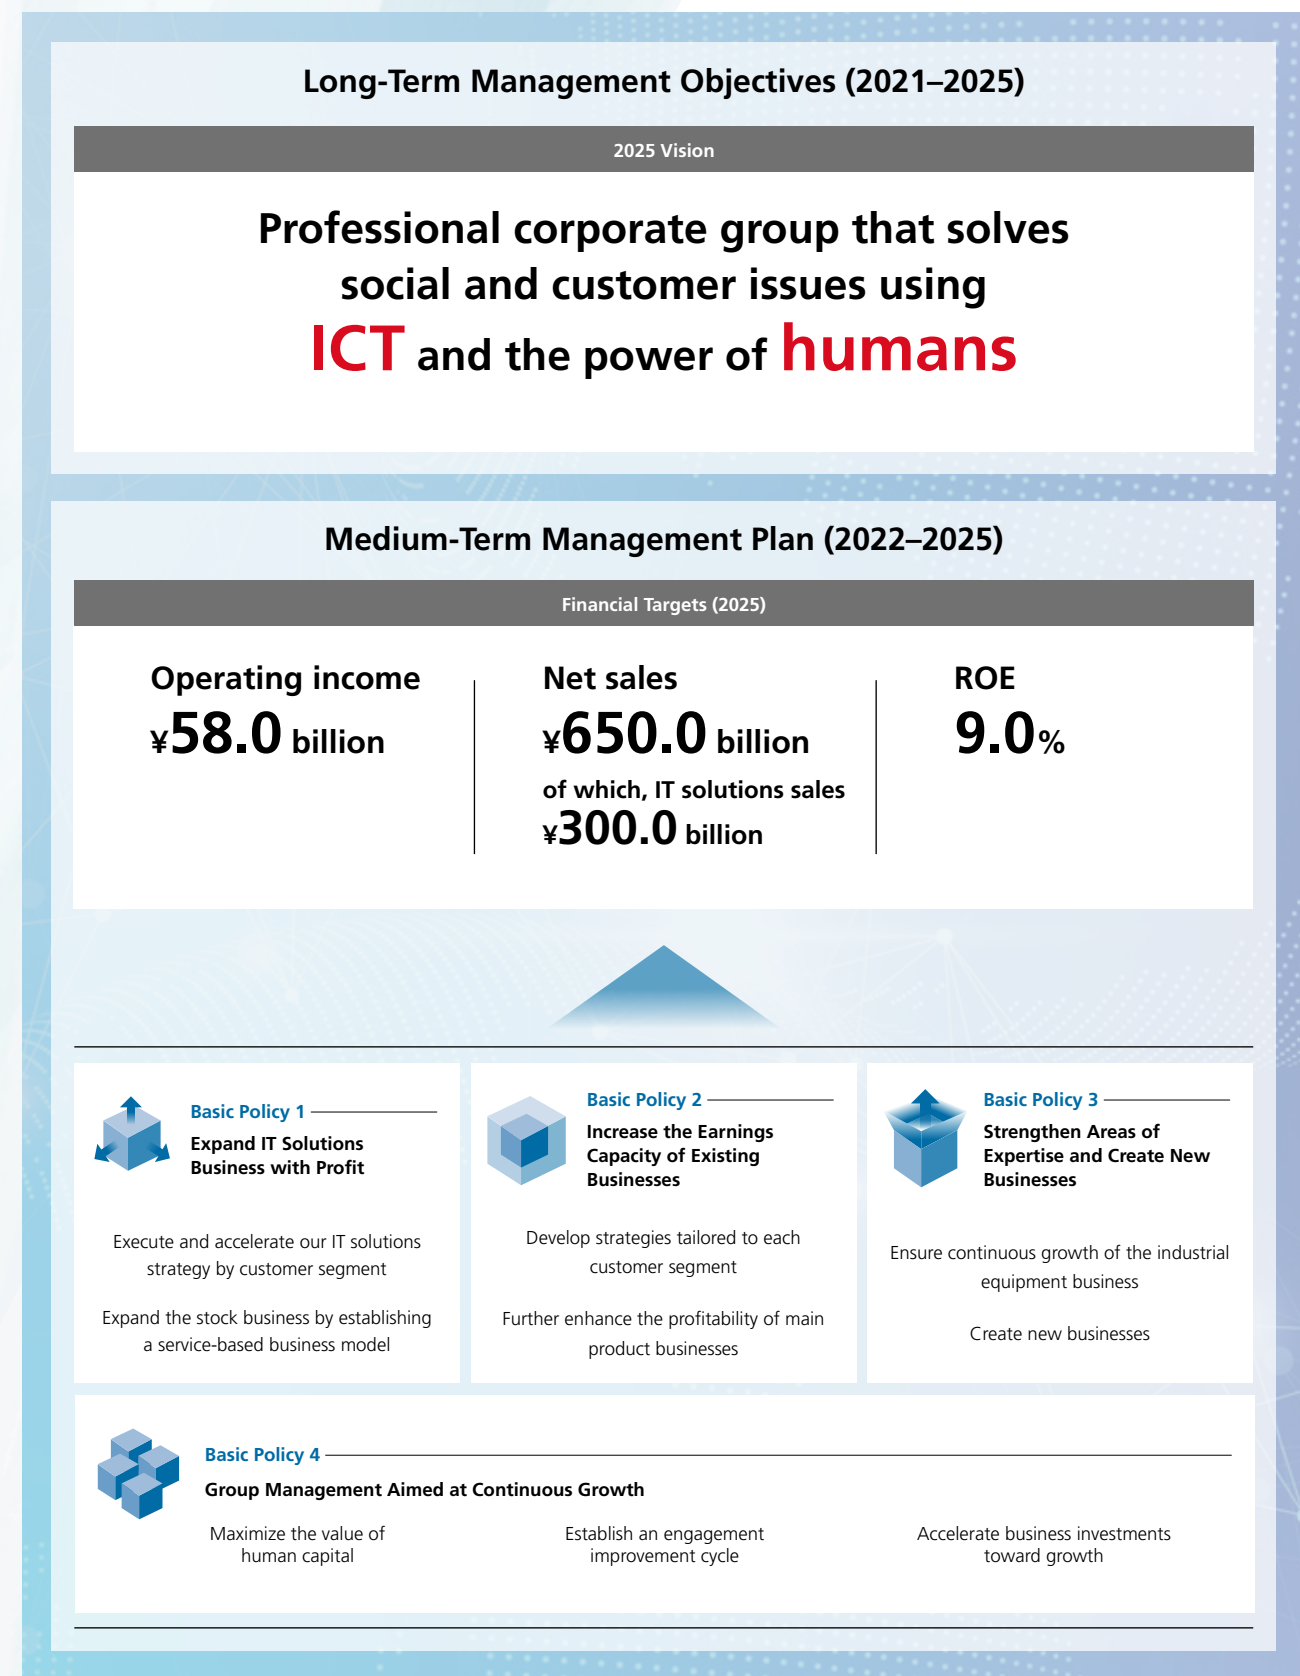 Long-Term Management Objectives (2021–2025)
2025 Vision
Professional corporate group that solves
social and customer issues using
ICT and the power of humans
Medium-Term Management Plan (2022–2025)
Financial Targets (2025)
Operating income
¥58.0 billion
Net sales
¥650.0 billion
of which, IT solutions sales
¥300.0 billion
ROE
9.0%
Basic Policy 1
Expand IT Solutions
Business with Profit
Execute and accelerate our IT solutions
strategy by customer segment
Expand the stock business by establishing
a service-based business model
Basic Policy 2
Increase the Earnings
Capacity of Existing
Businesses
Develop strategies tailored to each
customer segment
Further enhance the profitability of main
product businesses
Basic Policy 3
Strengthen Areas of
Expertise and Create New
Businesses
Ensure continuous growth of the industrial
equipment business
Create new businesses
Basic Policy 4
Group Management Aimed at Continuous Growth
Maximize the value of
human capital
Establish an engagement
improvement cycle
Accelerate business investments
toward growth